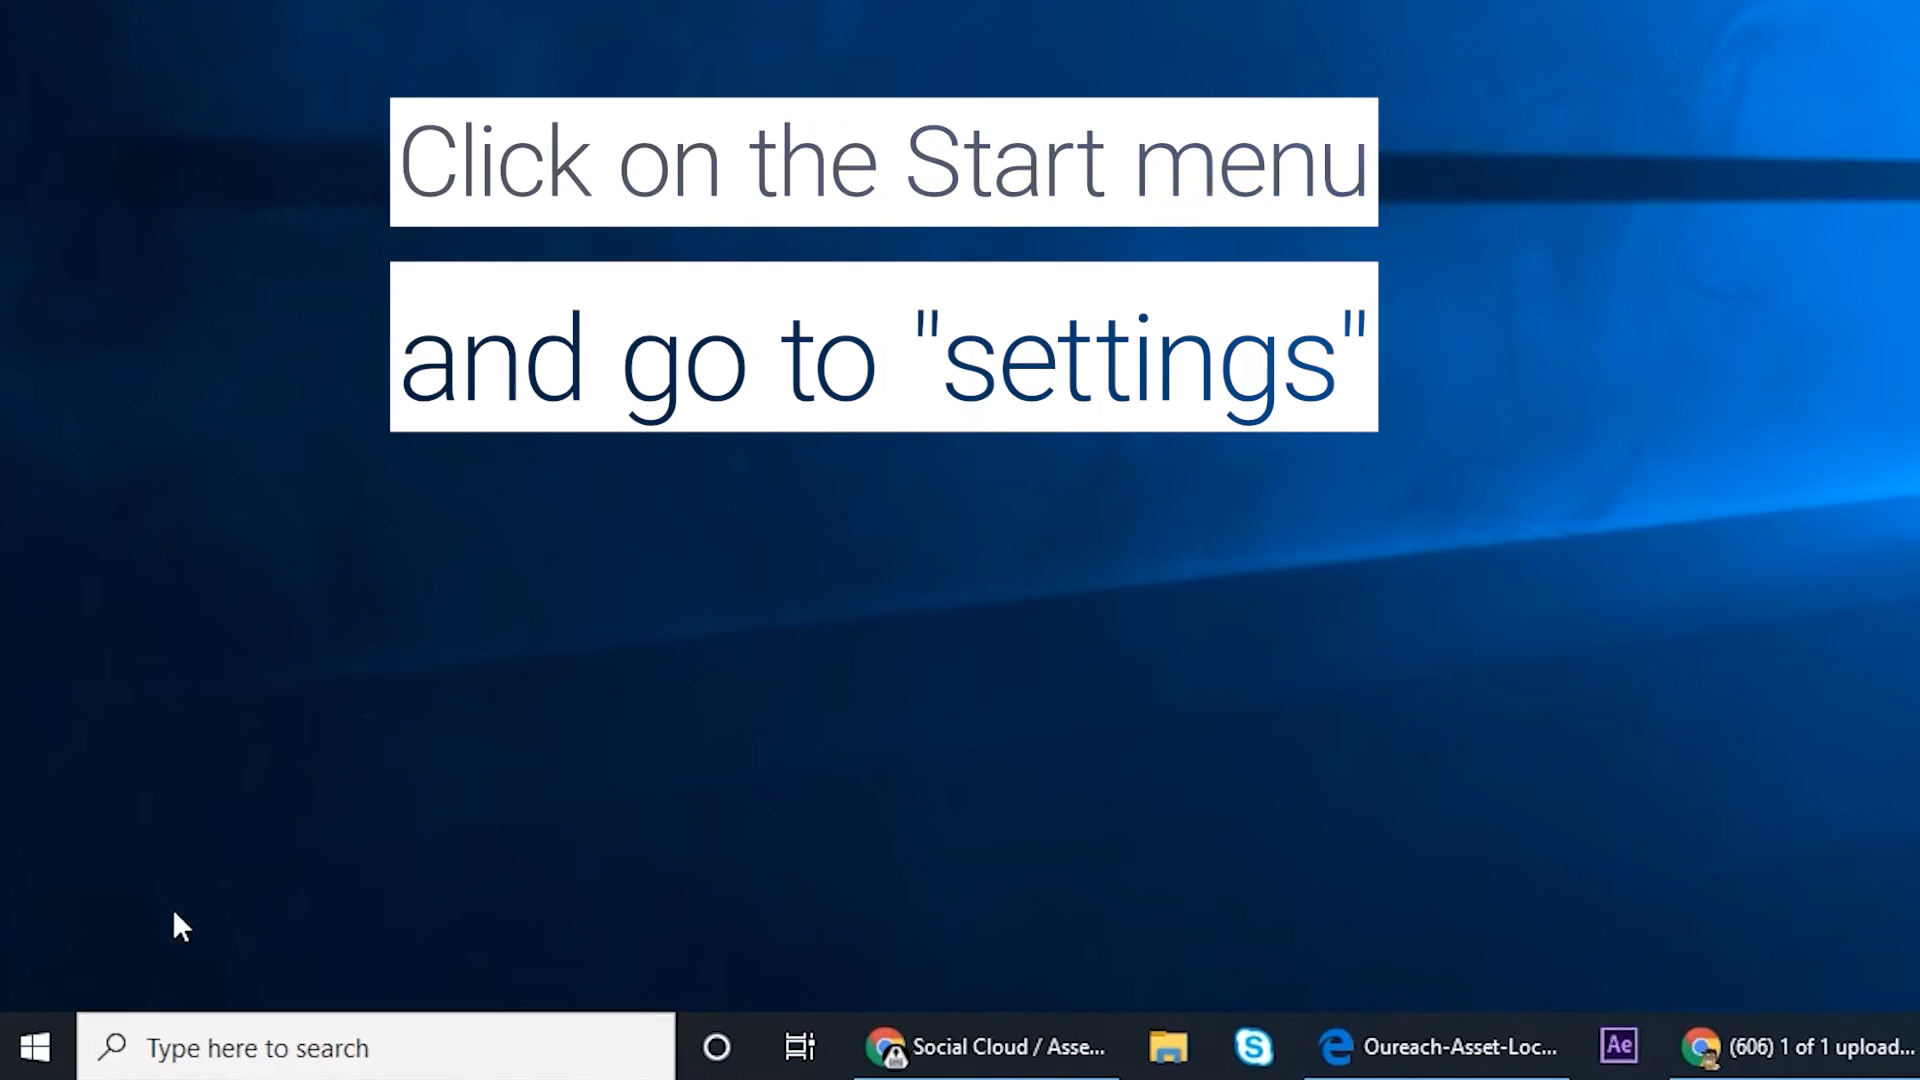 Click on the Start menu
and go to "settings"
Type here to search
Social Cloud / Asse...
Oureach-Asset-Loc...
Ae
(606) 1 of 1 upload...